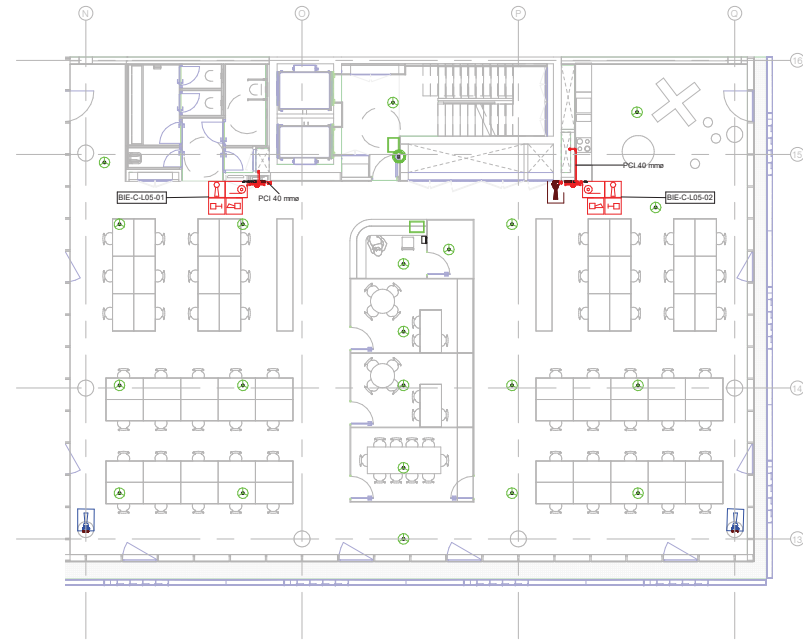 N
O
P
Q
16
15
PCI 40 mmø
BIE-C-L05-01
PCI 40 mmø
BIE-C-L05-02
14
13